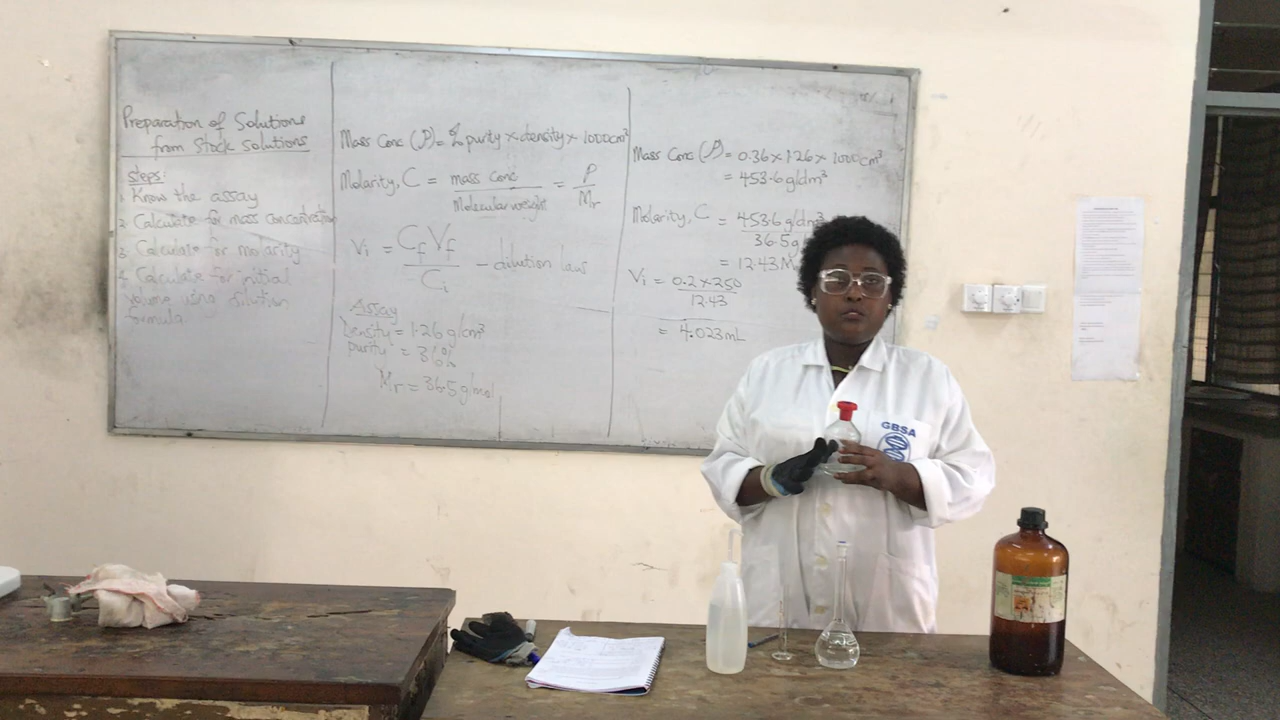 Preparation of Solutions
from Stock Solutions
steps:
1. Know the assay
2. Calculate for mass concentration
3. Calculate for molarity
4. Calculate for initial
volume using dilution
formula
Mass Conc (ρ) = % purity × density × 1000cm³
Molarity, C = mass conc / Molecular weight = ρ / Mr
Vi = CfVf / Ci – dilution law
Assay
Density = 1.26 g/cm³
purity = 36%
Mr = 36.5 g/mol
Mass Conc (ρ) = 0.36 × 1.26 × 1000cm³
= 453.6 g/dm³
Molarity, C = 453.6 g/dm³ / 36.5g
= 12.43M
Vi = 0.2 × 250 / 12.43
= 4.023mL
GBSA